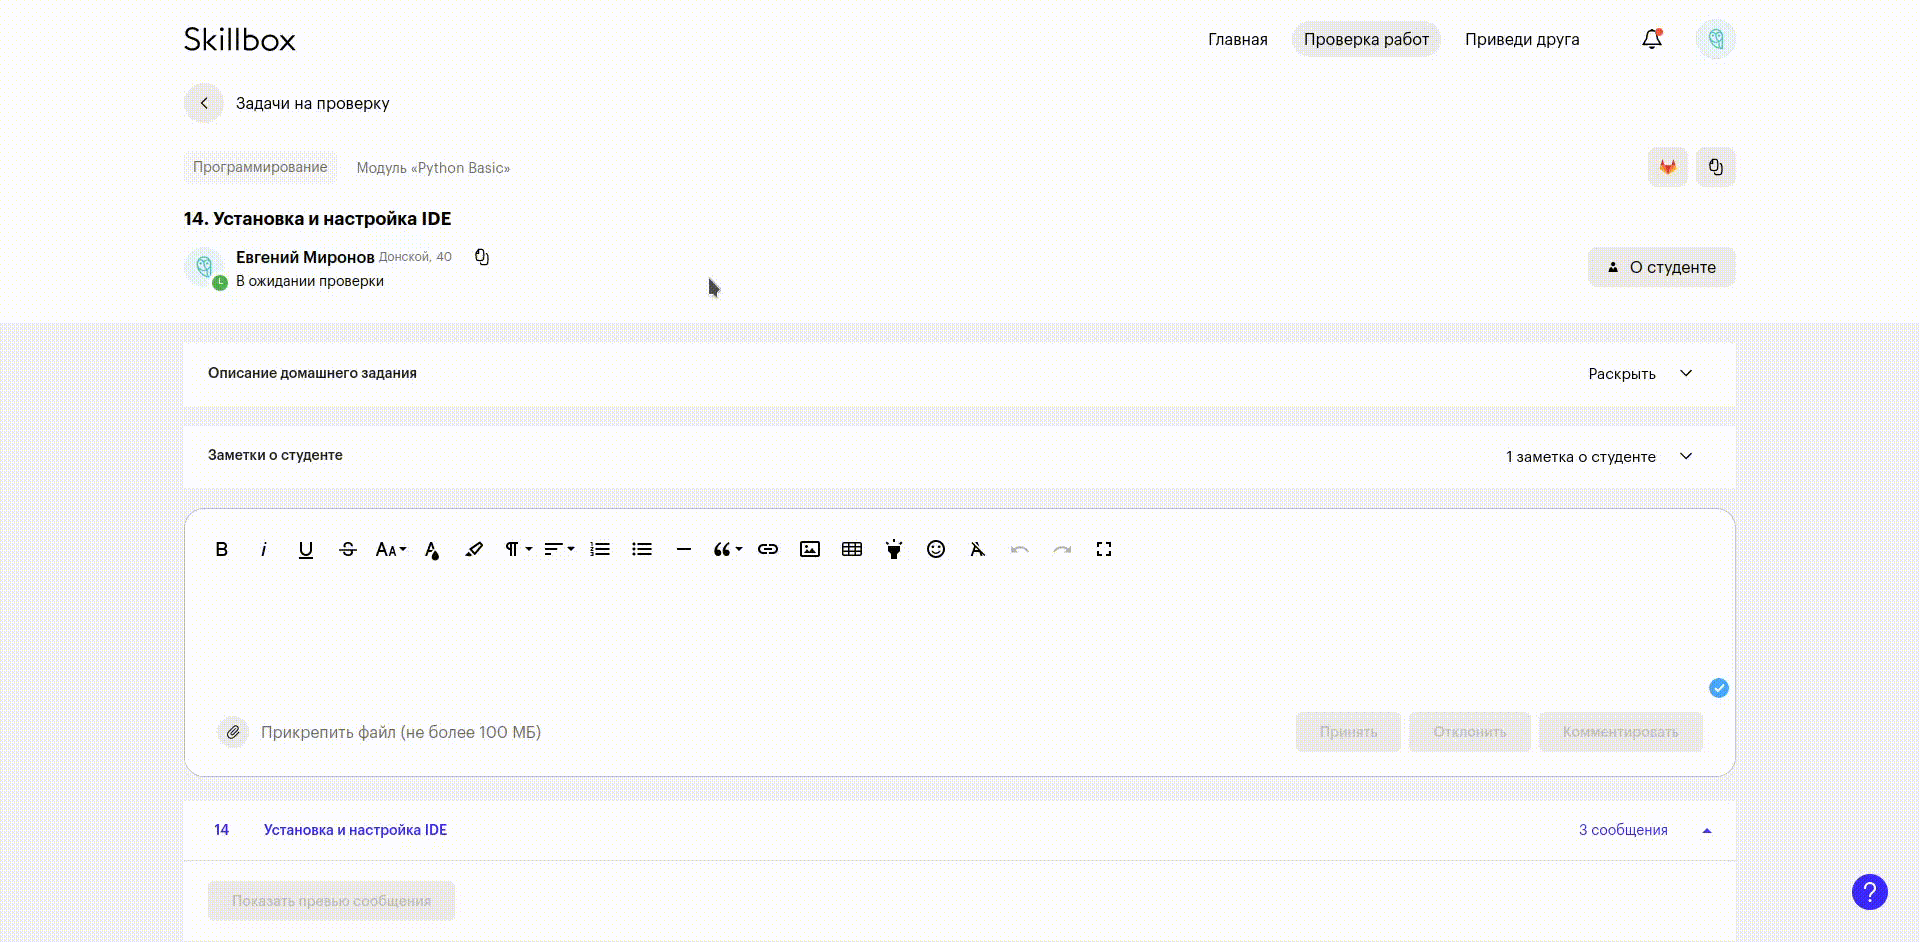 Skillbox
Главная
Проверка работ
Приведи друга
Задачи на проверку
Программирование
Модуль «Python Basic»
14. Установка и настройка IDE
Евгений Миронов Донской, 40
В ожидании проверки
О студенте
Описание домашнего задания
Раскрыть
Заметки о студенте
1 заметка о студенте
Прикрепить файл (не более 100 МБ)
Принять
Отклонить
Комментировать
14 Установка и настройка IDE
3 сообщения
Показать превью сообщения